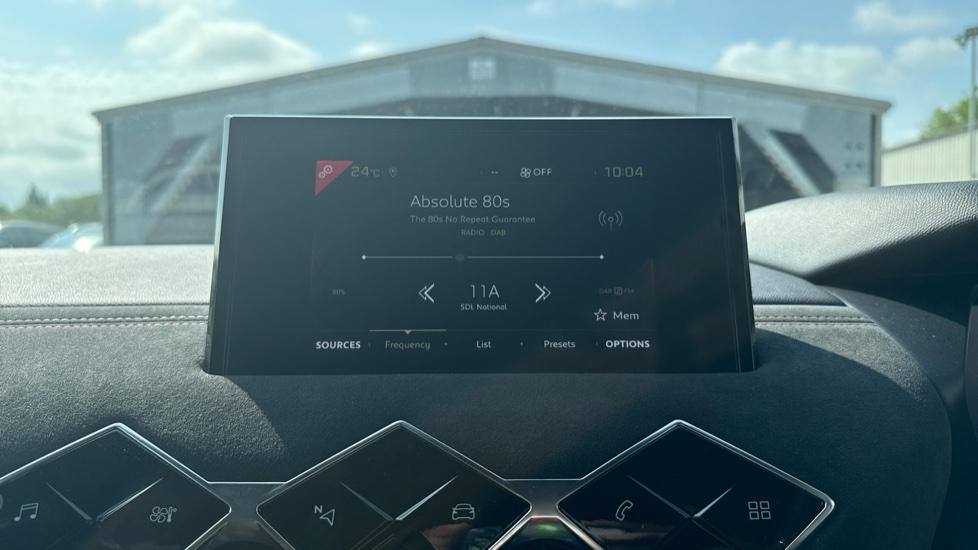 24°C -- OFF 10:04
Absolute 80s
The 80s No Repeat Guarantee
RADIO . DAB
11A
80S DAB FM
SDL National
Mem
SOURCES Frequency List Presets OPTIONS
N